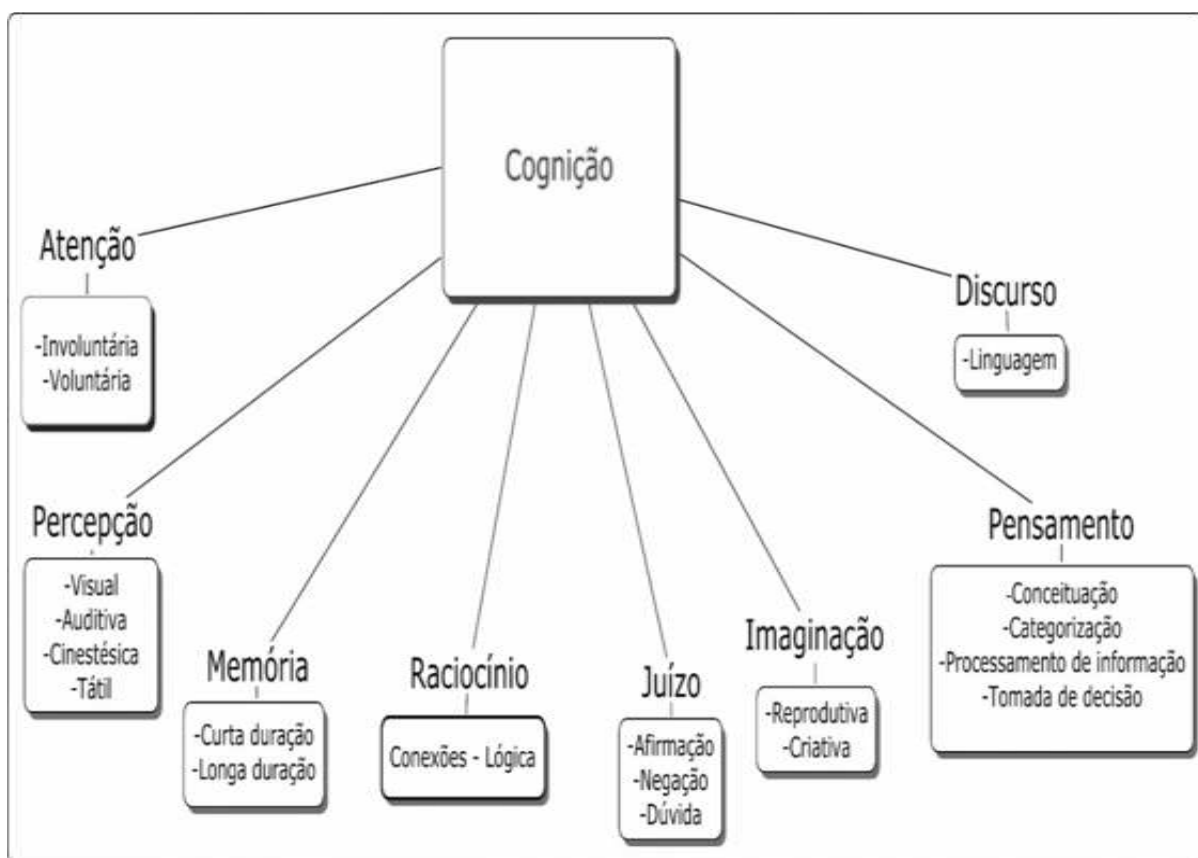 Cognição
Atenção
-Involuntária
-Voluntária
Discurso
-Linguagem
Percepção
-Visual
-Auditiva
-Cinestésica
-Tátil
Memória
-Curta duração
-Longa duração
Raciocínio
Conexões - Lógica
Juízo
-Afirmação
-Negação
-Dúvida
Imaginação
-Reprodutiva
-Criativa
Pensamento
-Conceituação
-Categorização
-Processamento de informação
-Tomada de decisão